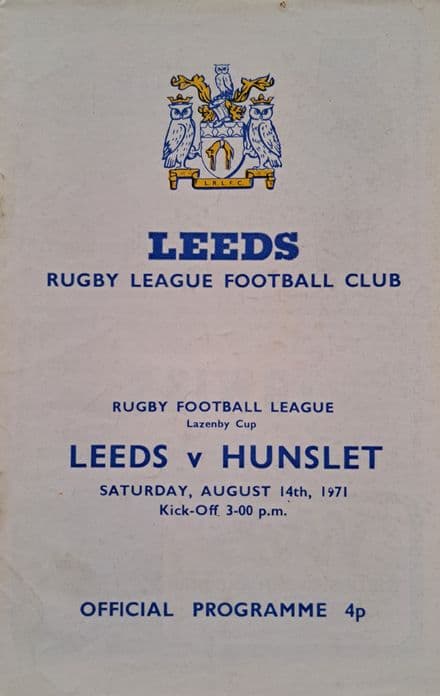 L.R.L.F.C.
LEEDS
RUGBY LEAGUE FOOTBALL CLUB
RUGBY FOOTBALL LEAGUE
Lazenby Cup
LEEDS v HUNSLET
SATURDAY, AUGUST 14th, 1971
Kick-Off 3-00 p.m.
OFFICIAL PROGRAMME 4p